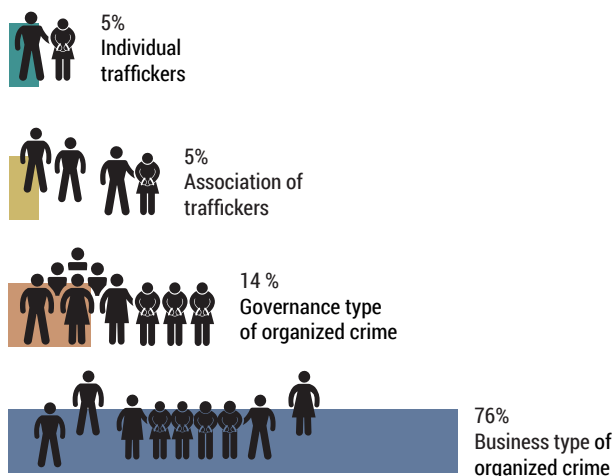 5%
Individual
traffickers
5%
Association of
traffickers
14 %
Governance type
of organized crime
76%
Business type of
organized crime